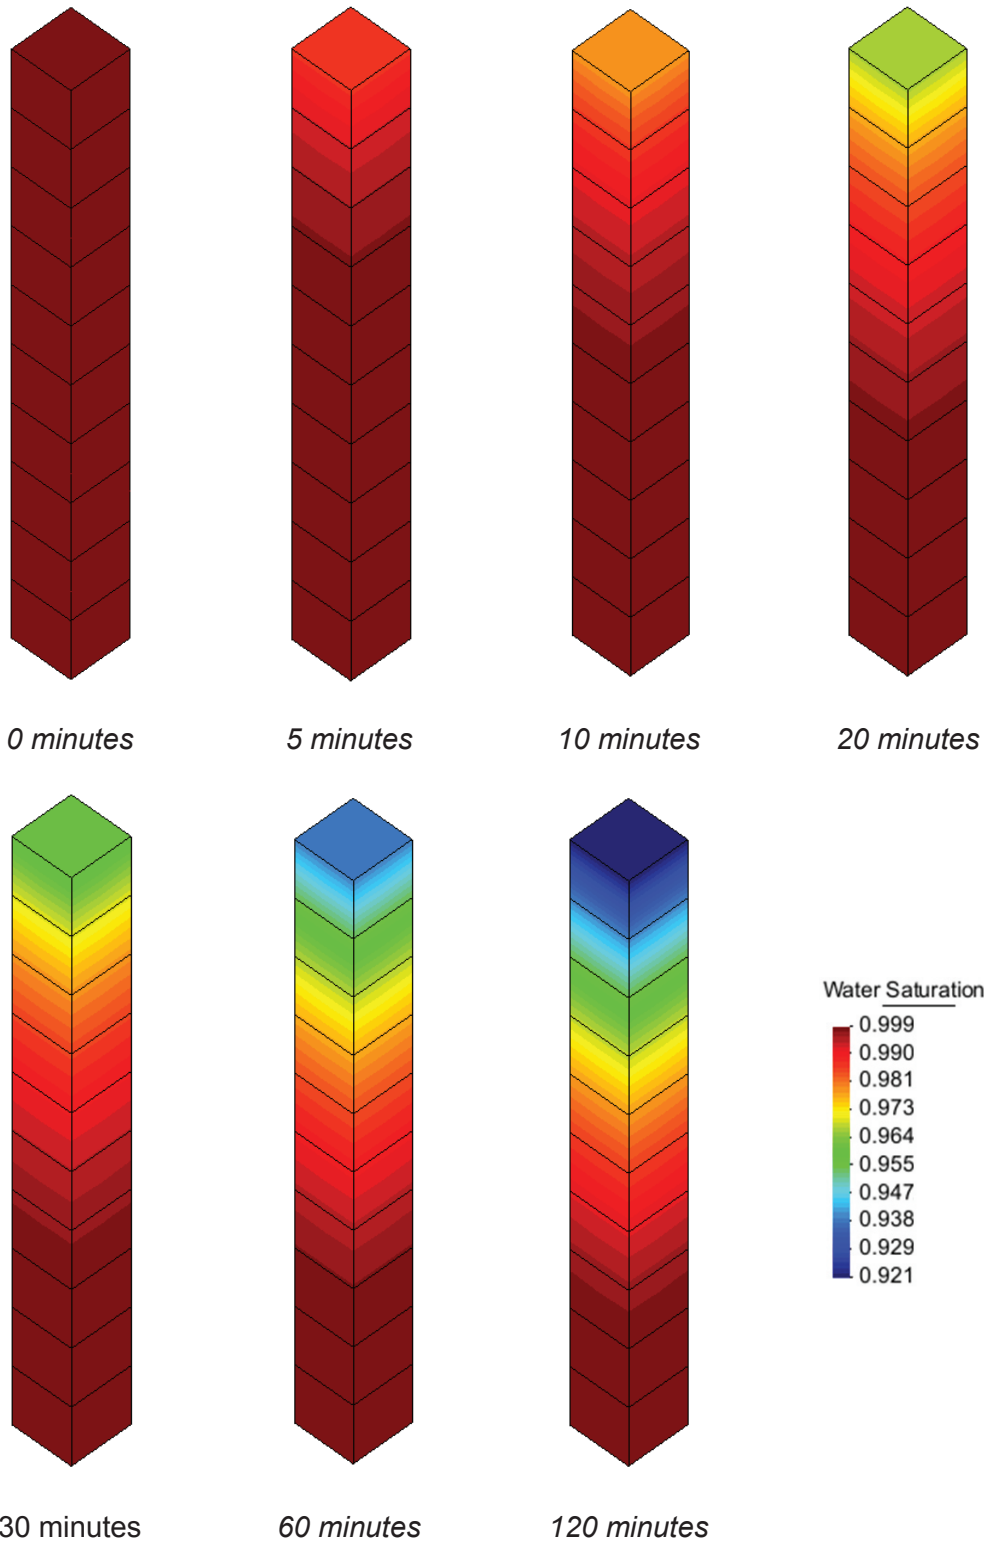 0 minutes
5 minutes
10 minutes
20 minutes
30 minutes
60 minutes
120 minutes
Water Saturation
0.999
0.990
0.981
0.973
0.964
0.955
0.947
0.938
0.929
0.921